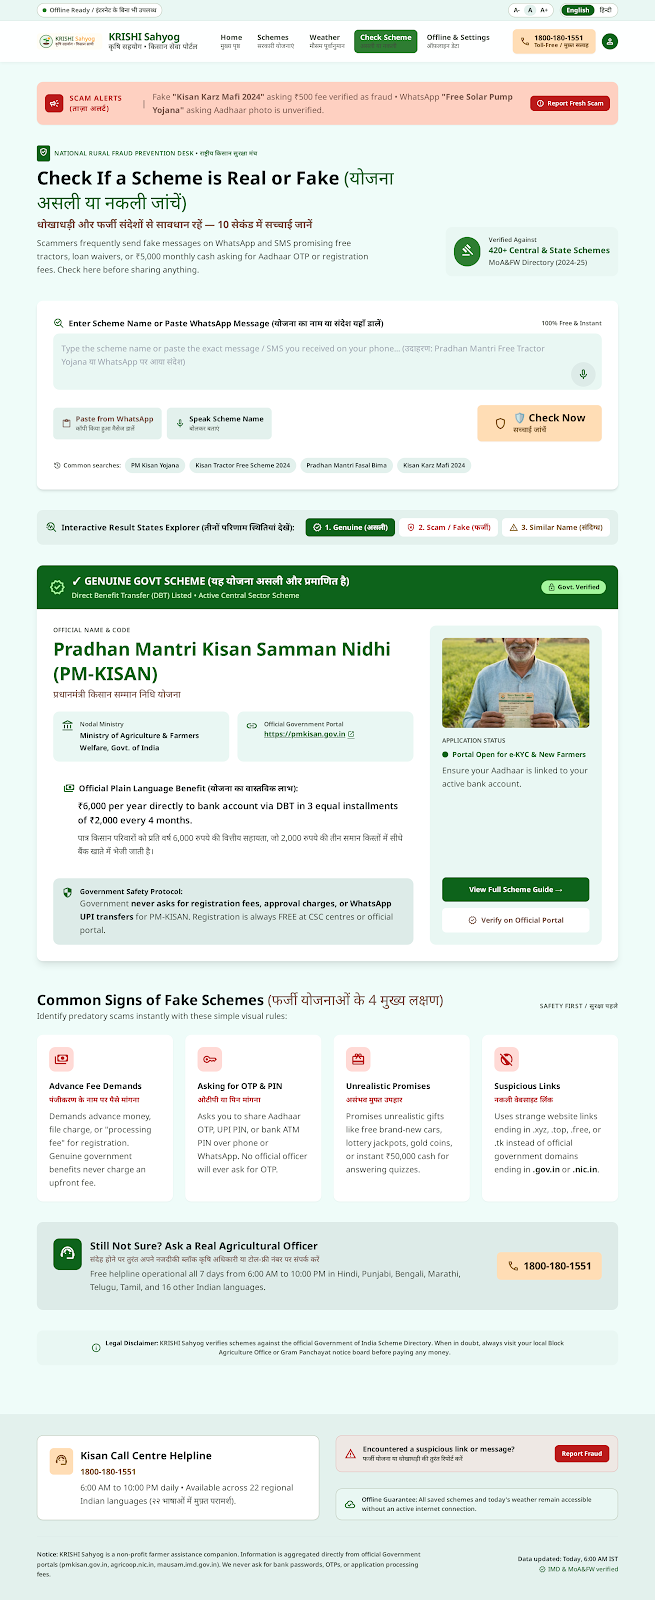 Offline Ready / इंटरनेट के बिना भी उपलब्ध
A- A A+ English हिन्दी
KRISHI Sahyog
कृषि सहयोग • किसान सेवा पोर्टल
Home
मुख्य पृष्ठ
Schemes
सरकारी योजनाएं
Weather
मौसम पूर्वानुमान
Check Scheme
Offline & Settings
ऑफलाइन डेटा
1800-180-1551
Toll-Free / मुफ़्त सलाह
SCAM ALERTS
(ताज़ा अलर्ट)
Fake "Kisan Karz Mafi 2024" asking ₹500 fee verified as fraud • WhatsApp "Free Solar Pump
Yojana" asking Aadhaar photo is unverified.
Report Fresh Scam
NATIONAL RURAL FRAUD PREVENTION DESK • राष्ट्रीय किसान सुरक्षा मंच
Check If a Scheme is Real or Fake (योजना
असली या नकली जांचें)
धोखाधड़ी और फर्जी संदेशों से सावधान रहें — 10 सेकंड में सच्चाई जानें
Scammers frequently send fake messages on WhatsApp and SMS promising free
tractors, loan waivers, or ₹5,000 monthly cash asking for Aadhaar OTP or registration
fees. Check here before sharing anything.
Verified Against
420+ Central & State Schemes
MoA&FW Directory (2024-25)
Enter Scheme Name or Paste WhatsApp Message (योजना का नाम या संदेश यहाँ डालें)
100% Free & Instant
Type the scheme name or paste the exact message / SMS you received on your phone... (उदाहरण: Pradhan Mantri Free Tractor
Yojana या WhatsApp पर आया संदेश)
Paste from WhatsApp
कॉपी किया हुआ मैसेज डालें
Speak Scheme Name
बोलकर बताएं
Check Now
सच्चाई जांचें
Common searches: PM Kisan Yojana Kisan Tractor Free Scheme 2024 Pradhan Mantri Fasal Bima Kisan Karz Mafi 2024
Interactive Result States Explorer (तीनों परिणाम स्थितियां देखें):
1. Genuine (असली)
2. Scam / Fake (फर्जी)
3. Similar Name (संदिग्ध)
✓ GENUINE GOVT SCHEME (यह योजना असली और प्रमाणित है)
Direct Benefit Transfer (DBT) Listed • Active Central Sector Scheme
Govt. Verified
OFFICIAL NAME & CODE
Pradhan Mantri Kisan Samman Nidhi
(PM-KISAN)
प्रधानमंत्री किसान सम्मान निधि योजना
Nodal Ministry
Ministry of Agriculture & Farmers
Welfare, Govt. of India
Official Government Portal
https://pmkisan.gov.in
Official Plain Language Benefit (योजना का वास्तविक लाभ):
₹6,000 per year directly to bank account via DBT in 3 equal installments
of ₹2,000 every 4 months.
पात्र किसान परिवारों को प्रति वर्ष 6,000 रुपये की वित्तीय सहायता, जो 2,000 रुपये की तीन समान किस्तों में सीधे
बैंक खाते में भेजी जाती है।
Government Safety Protocol:
Government never asks for registration fees, approval charges, or WhatsApp
UPI transfers for PM-KISAN. Registration is always FREE at CSC centres or official
portal.
APPLICATION STATUS
Portal Open for e-KYC & New Farmers
Ensure your Aadhaar is linked to your
active bank account.
View Full Scheme Guide →
Verify on Official Portal
Common Signs of Fake Schemes (फर्जी योजनाओं के 4 मुख्य लक्षण)
Identify predatory scams instantly with these simple visual rules:
SAFETY FIRST / सुरक्षा पहले
Advance Fee Demands
पंजीकरण के नाम पर पैसे मांगना
Demands advance money,
file charge, or "processing
fee" for registration.
Genuine government
benefits never charge an
upfront fee.
Asking for OTP & PIN
ओटीपी या पिन मांगना
Asks you to share Aadhaar
OTP, UPI PIN, or bank ATM
PIN over phone or
WhatsApp. No official officer
will ever ask for OTP.
Unrealistic Promises
असंभव मुफ्त उपहार
Promises unrealistic gifts
like free brand-new cars,
lottery jackpots, gold coins,
or instant ₹50,000 cash for
answering quizzes.
Suspicious Links
नकली वेबसाइट लिंक
Uses strange website links
ending in .xyz, .top, .free, or
.tk instead of official
government domains
ending in .gov.in or .nic.in.
Still Not Sure? Ask a Real Agricultural Officer
संदेह होने पर तुरंत अपने नजदीकी ब्लॉक कृषि अधिकारी या टोल-फ्री नंबर पर संपर्क करें
Free helpline operational all 7 days from 6:00 AM to 10:00 PM in Hindi, Punjabi, Bengali, Marathi,
Telugu, Tamil, and 16 other Indian languages.
1800-180-1551
Legal Disclaimer: KRISHI Sahyog verifies schemes against the official Government of India Scheme Directory. When in doubt, always visit your local Block
Agriculture Office or Gram Panchayat notice board before paying any money.
Kisan Call Centre Helpline
1800-180-1551
6:00 AM to 10:00 PM daily • Available across 22 regional
Indian languages (२२ भाषाओं में मुफ़्त परामर्श).
Encountered a suspicious link or message?
फर्जी योजना या धोखाधड़ी की तुरंत रिपोर्ट करें
Report Fraud
Offline Guarantee: All saved schemes and today's weather remain accessible
without an active internet connection.
Notice: KRISHI Sahyog is a non-profit farmer assistance companion. Information is aggregated directly from official Government
portals (pmkisan.gov.in, agricoop.nic.in, mausam.imd.gov.in). We never ask for bank passwords, OTPs, or application processing
fees.
Data updated: Today, 6:00 AM IST
IMD & MoA&FW verified